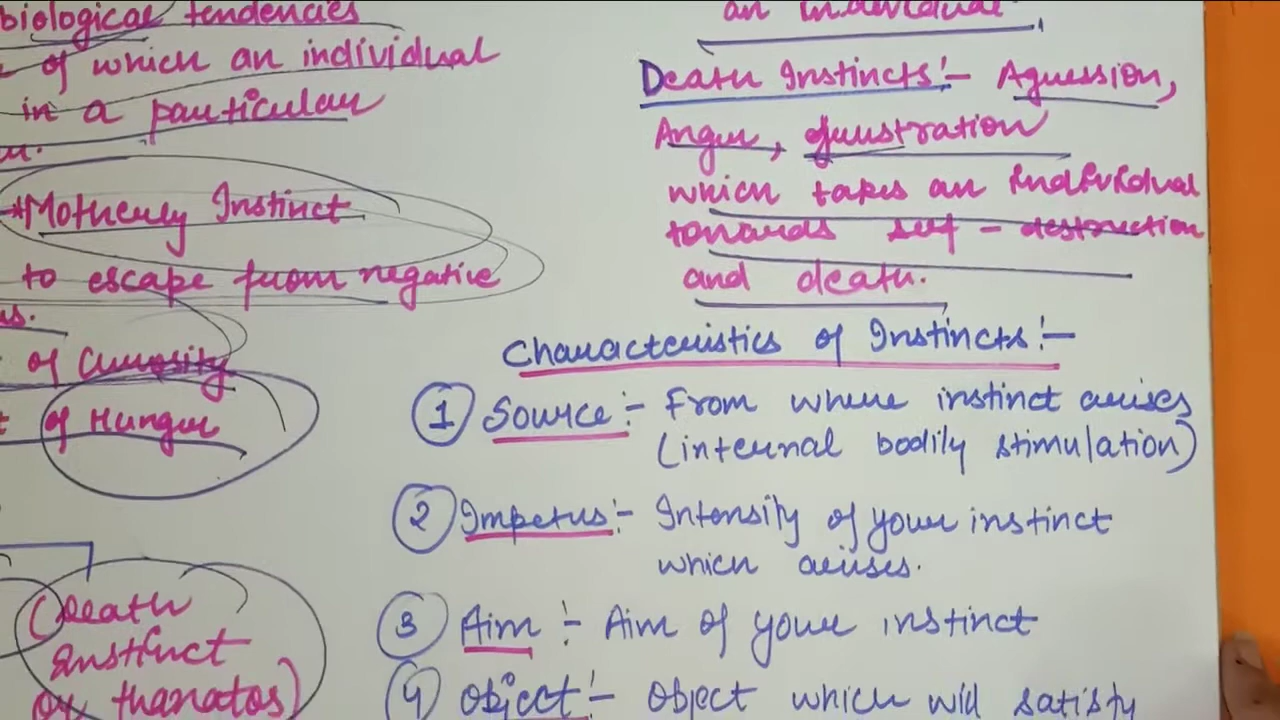 biological tendencies
of which an individual
in a particular
*Motherly Instinct
to escape from negative
of Curiosity
of Hunger
(Death
Instinct
or thanatos)
an individual
Death Instincts:- Agression,
Anger, frustration
which takes an individual
towards self-destruction
and death.
Characteristics of Instincts:-
1 Source:- From where instinct arises
(internal bodily stimulation)
2 Impetus:- Intensity of your instinct
which arises.
3 Aim:- Aim of your instinct
4 Object:- Object which will satisfy